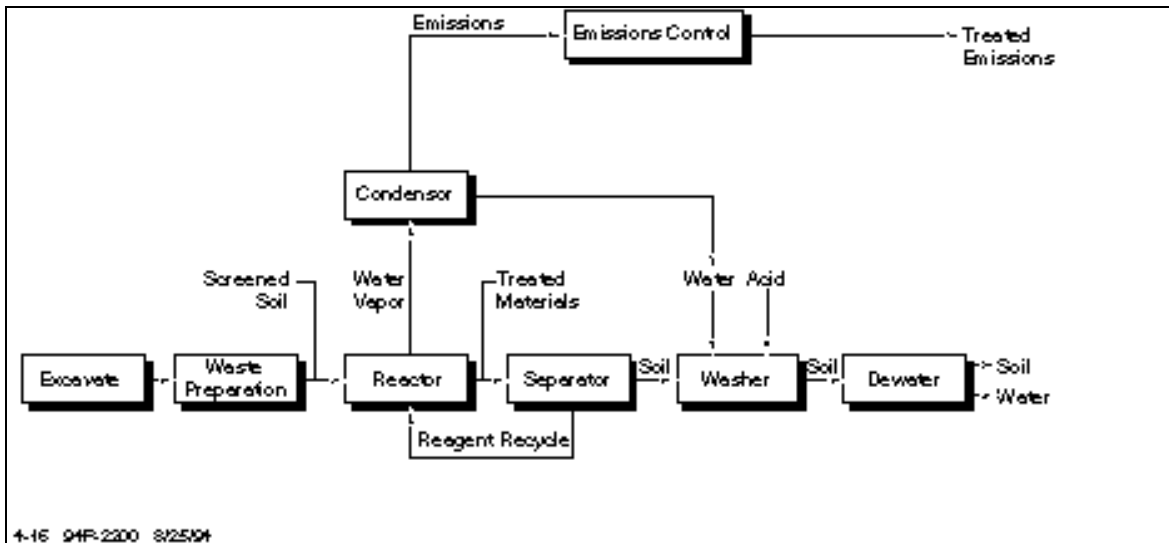 Emissions
Emissions Control
Treated
Emissions
Condensor
Screened
Soil
Water
Vapor
Treated
Materials
Water
Acid
Excavate
Waste
Preparation
Reactor
Separator
Soil
Washer
Soil
Dewater
Soil
Water
Reagent Recycle
4-16 94P-2200 8/25/94